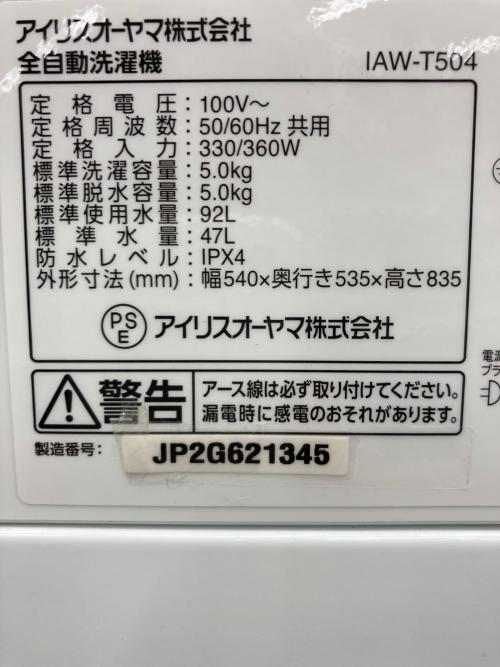 アイリスオーヤマ株式会社
全自動洗濯機 IAW-T504
定格電圧：100V～
定格周波数：50/60Hz 共用
定格入力：330/360W
標準洗濯容量：5.0kg
標準脱水容量：5.0kg
標準使用水量：92L
標準水量：47L
防水レベル：IPX4
外形寸法(mm)：幅540×奥行き535×高さ835
PSE アイリスオーヤマ株式会社
警告 アース線は必ず取り付けてください。
漏電時に感電のおそれがあります。
製造番号： JP2G621345
電源
プラ